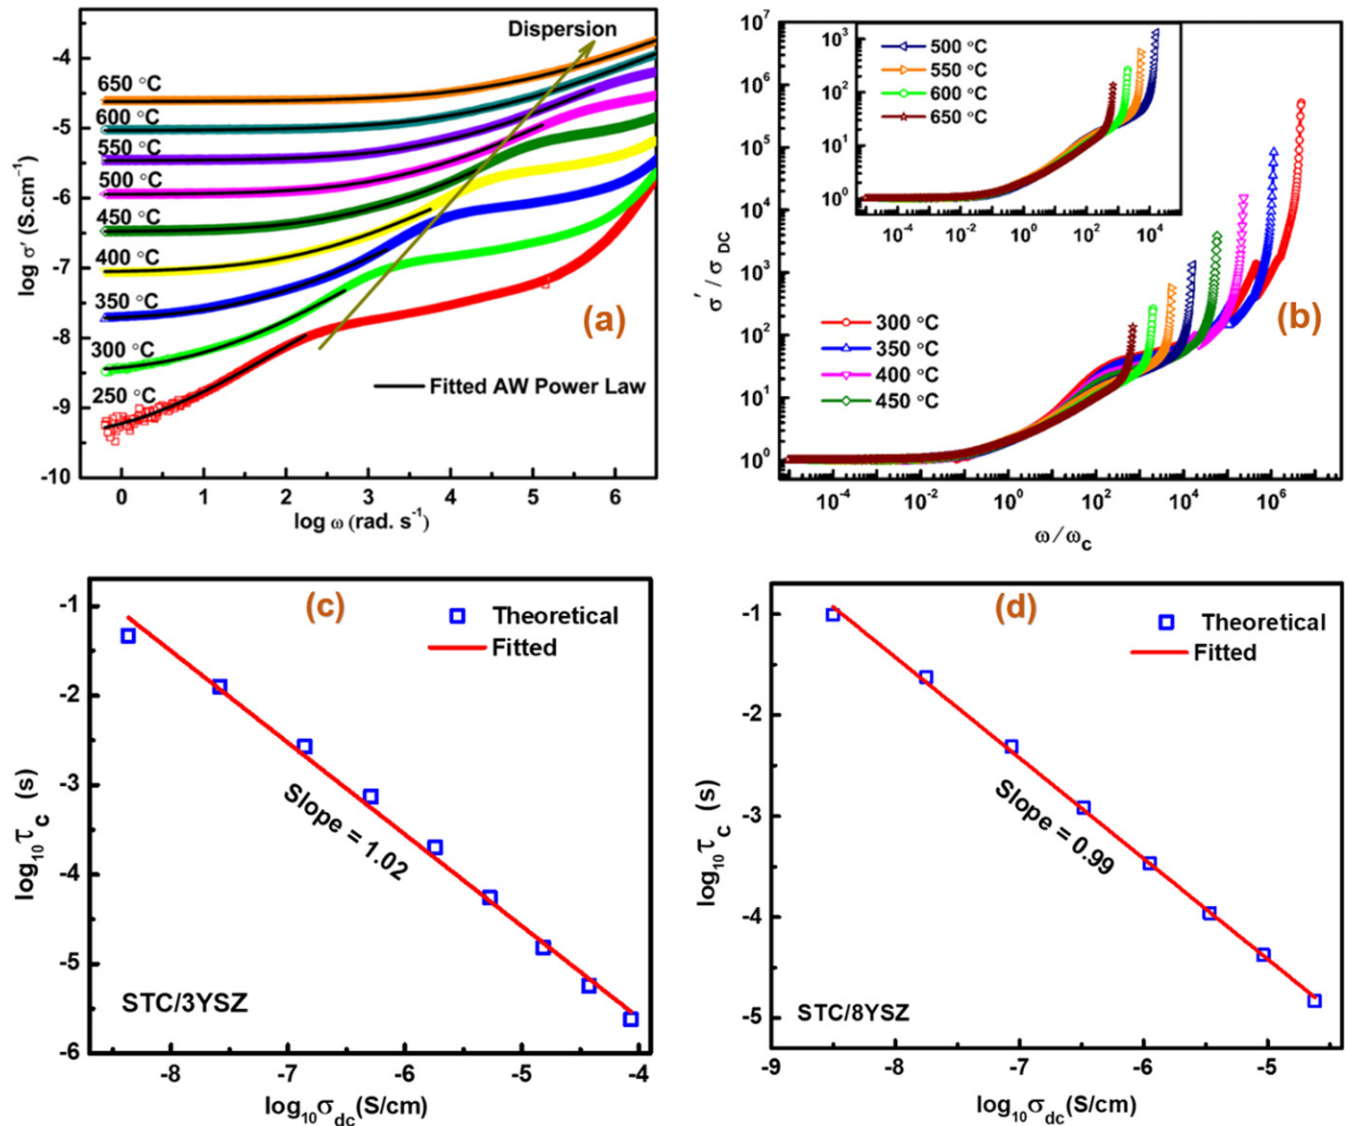 Dispersion
-4
-5
-6
-7
-8
-9
-10
log σ' (S.cm⁻¹)
650 °C
600 °C
550 °C
500 °C
450 °C
400 °C
350 °C
300 °C
250 °C
(a)
Fitted AW Power Law
0 1 2 3 4 5 6
log ω (rad. s⁻¹)
10⁷
10⁶
10⁵
10⁴
10³
10²
10¹
10⁰
σ' / σ DC
10³
10²
10¹
10⁰
500 °C
550 °C
600 °C
650 °C
10⁻⁴ 10⁻² 10⁰ 10² 10⁴
300 °C
350 °C
400 °C
450 °C
(b)
10⁻⁴ 10⁻² 10⁰ 10² 10⁴ 10⁶
ω / ωc
(c)
Theoretical
Fitted
-1
-2
-3
-4
-5
-6
log₁₀ τc (s)
Slope = 1.02
STC/3YSZ
-8 -7 -6 -5 -4
log₁₀σdc(S/cm)
(d)
Theoretical
Fitted
-1
-2
-3
-4
-5
log₁₀ τc (s)
Slope = 0.99
STC/8YSZ
-9 -8 -7 -6 -5
log₁₀σdc(S/cm)